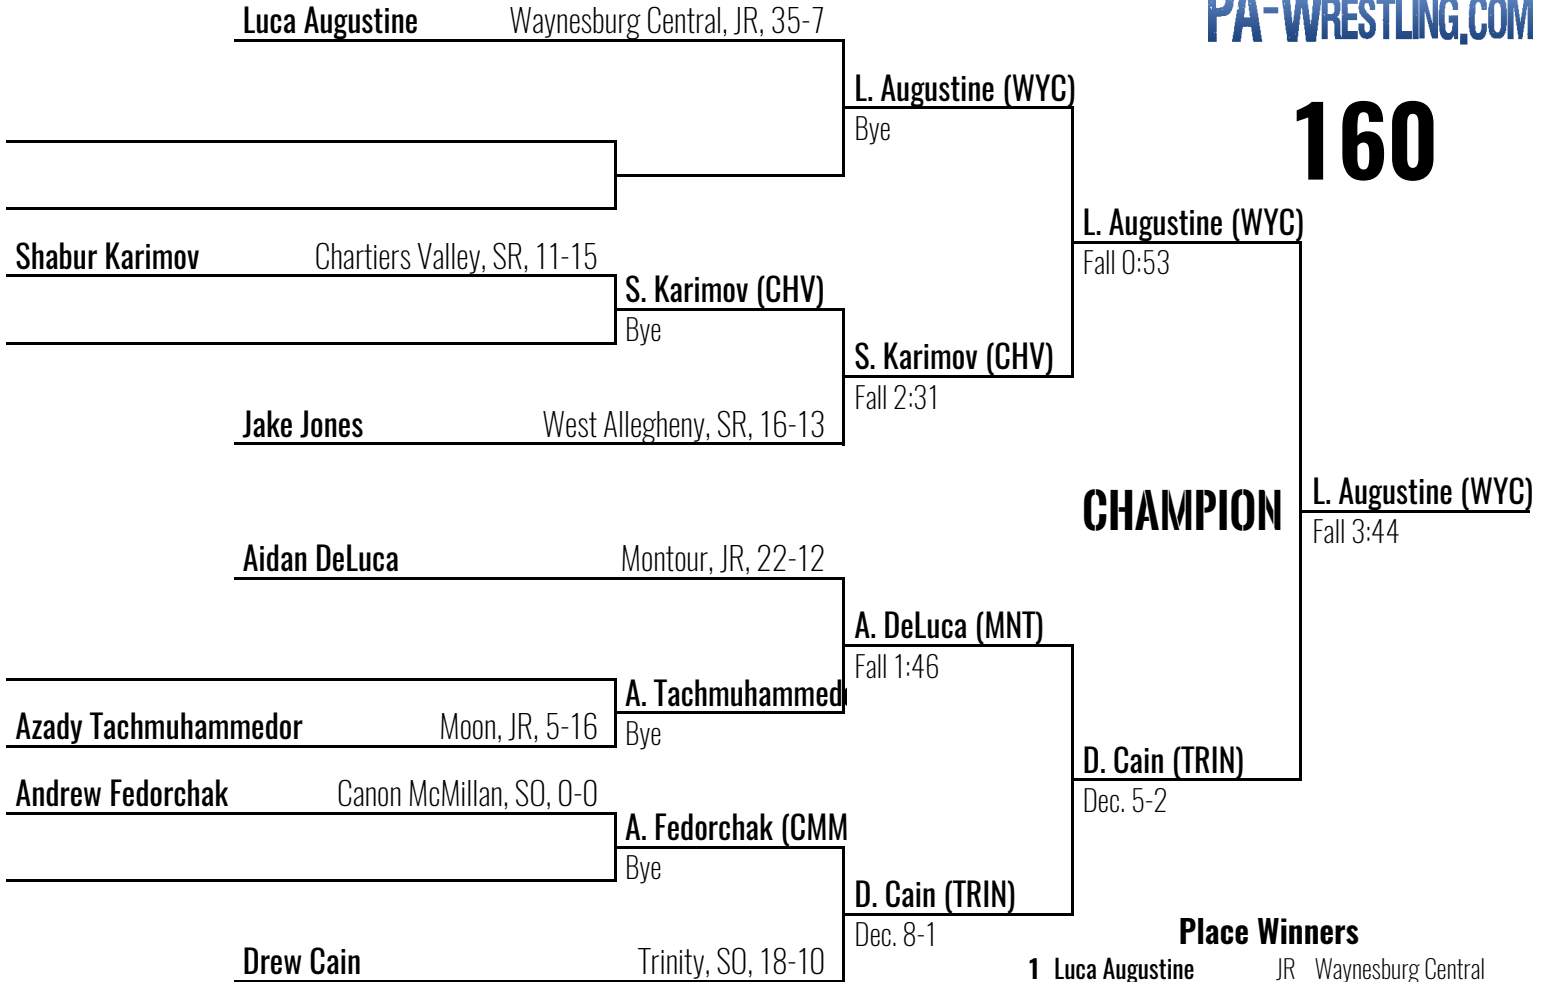 Luca Augustine Waynesburg Central, JR, 35-7
PA-WRESTLING.COM
L. Augustine (WYC)
Bye
160
L. Augustine (WYC)
Fall 0:53
Shabur Karimov Chartiers Valley, SR, 11-15
S. Karimov (CHV)
Bye
S. Karimov (CHV)
Fall 2:31
Jake Jones West Allegheny, SR, 16-13
CHAMPION
L. Augustine (WYC)
Fall 3:44
Aidan DeLuca Montour, JR, 22-12
A. DeLuca (MNT)
Fall 1:46
A. Tachmuhammed
Azady Tachmuhammedor Moon, JR, 5-16
Bye
D. Cain (TRIN)
Dec. 5-2
Andrew Fedorchak Canon McMillan, SO, 0-0
A. Fedorchak (CMM
Bye
D. Cain (TRIN)
Dec. 8-1
Drew Cain Trinity, SO, 18-10
Place Winners
1 Luca Augustine JR Waynesburg Central